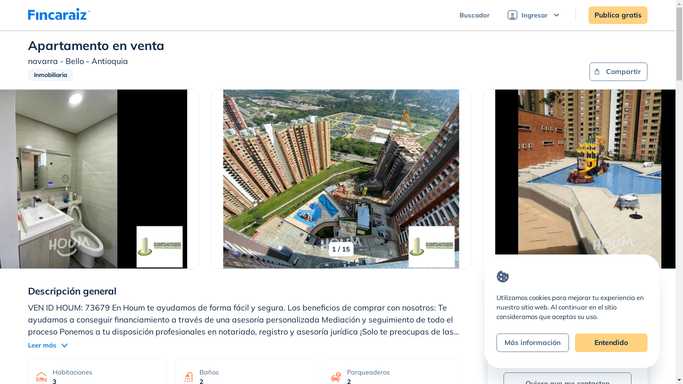 Fincaraiz
Buscador
Ingresar
Publica gratis
Apartamento en venta
navarra - Bello - Antioquia
Inmobiliaria
Compartir
HOUM
HOUM
HOUM
1 / 15
Descripción general
VEN ID HOUM: 73679 En Houm te ayudamos de forma fácil y segura. Los beneficios de comprar con nosotros: Te
ayudamos a conseguir financiamiento a través de una asesoría personalizada Mediación y seguimiento de todo el
proceso Ponemos a tu disposición profesionales en notariado, registro y asesoría jurídica ¡Solo te preocupas de las...
Leer más
Habitaciones
3
Baños
2
Parqueaderos
2
Utilizamos cookies para mejorar tu experiencia en
nuestro sitio web. Al continuar en el sitio
consideramos que aceptas su uso.
Más información
Entendido
Quiero que me contacten